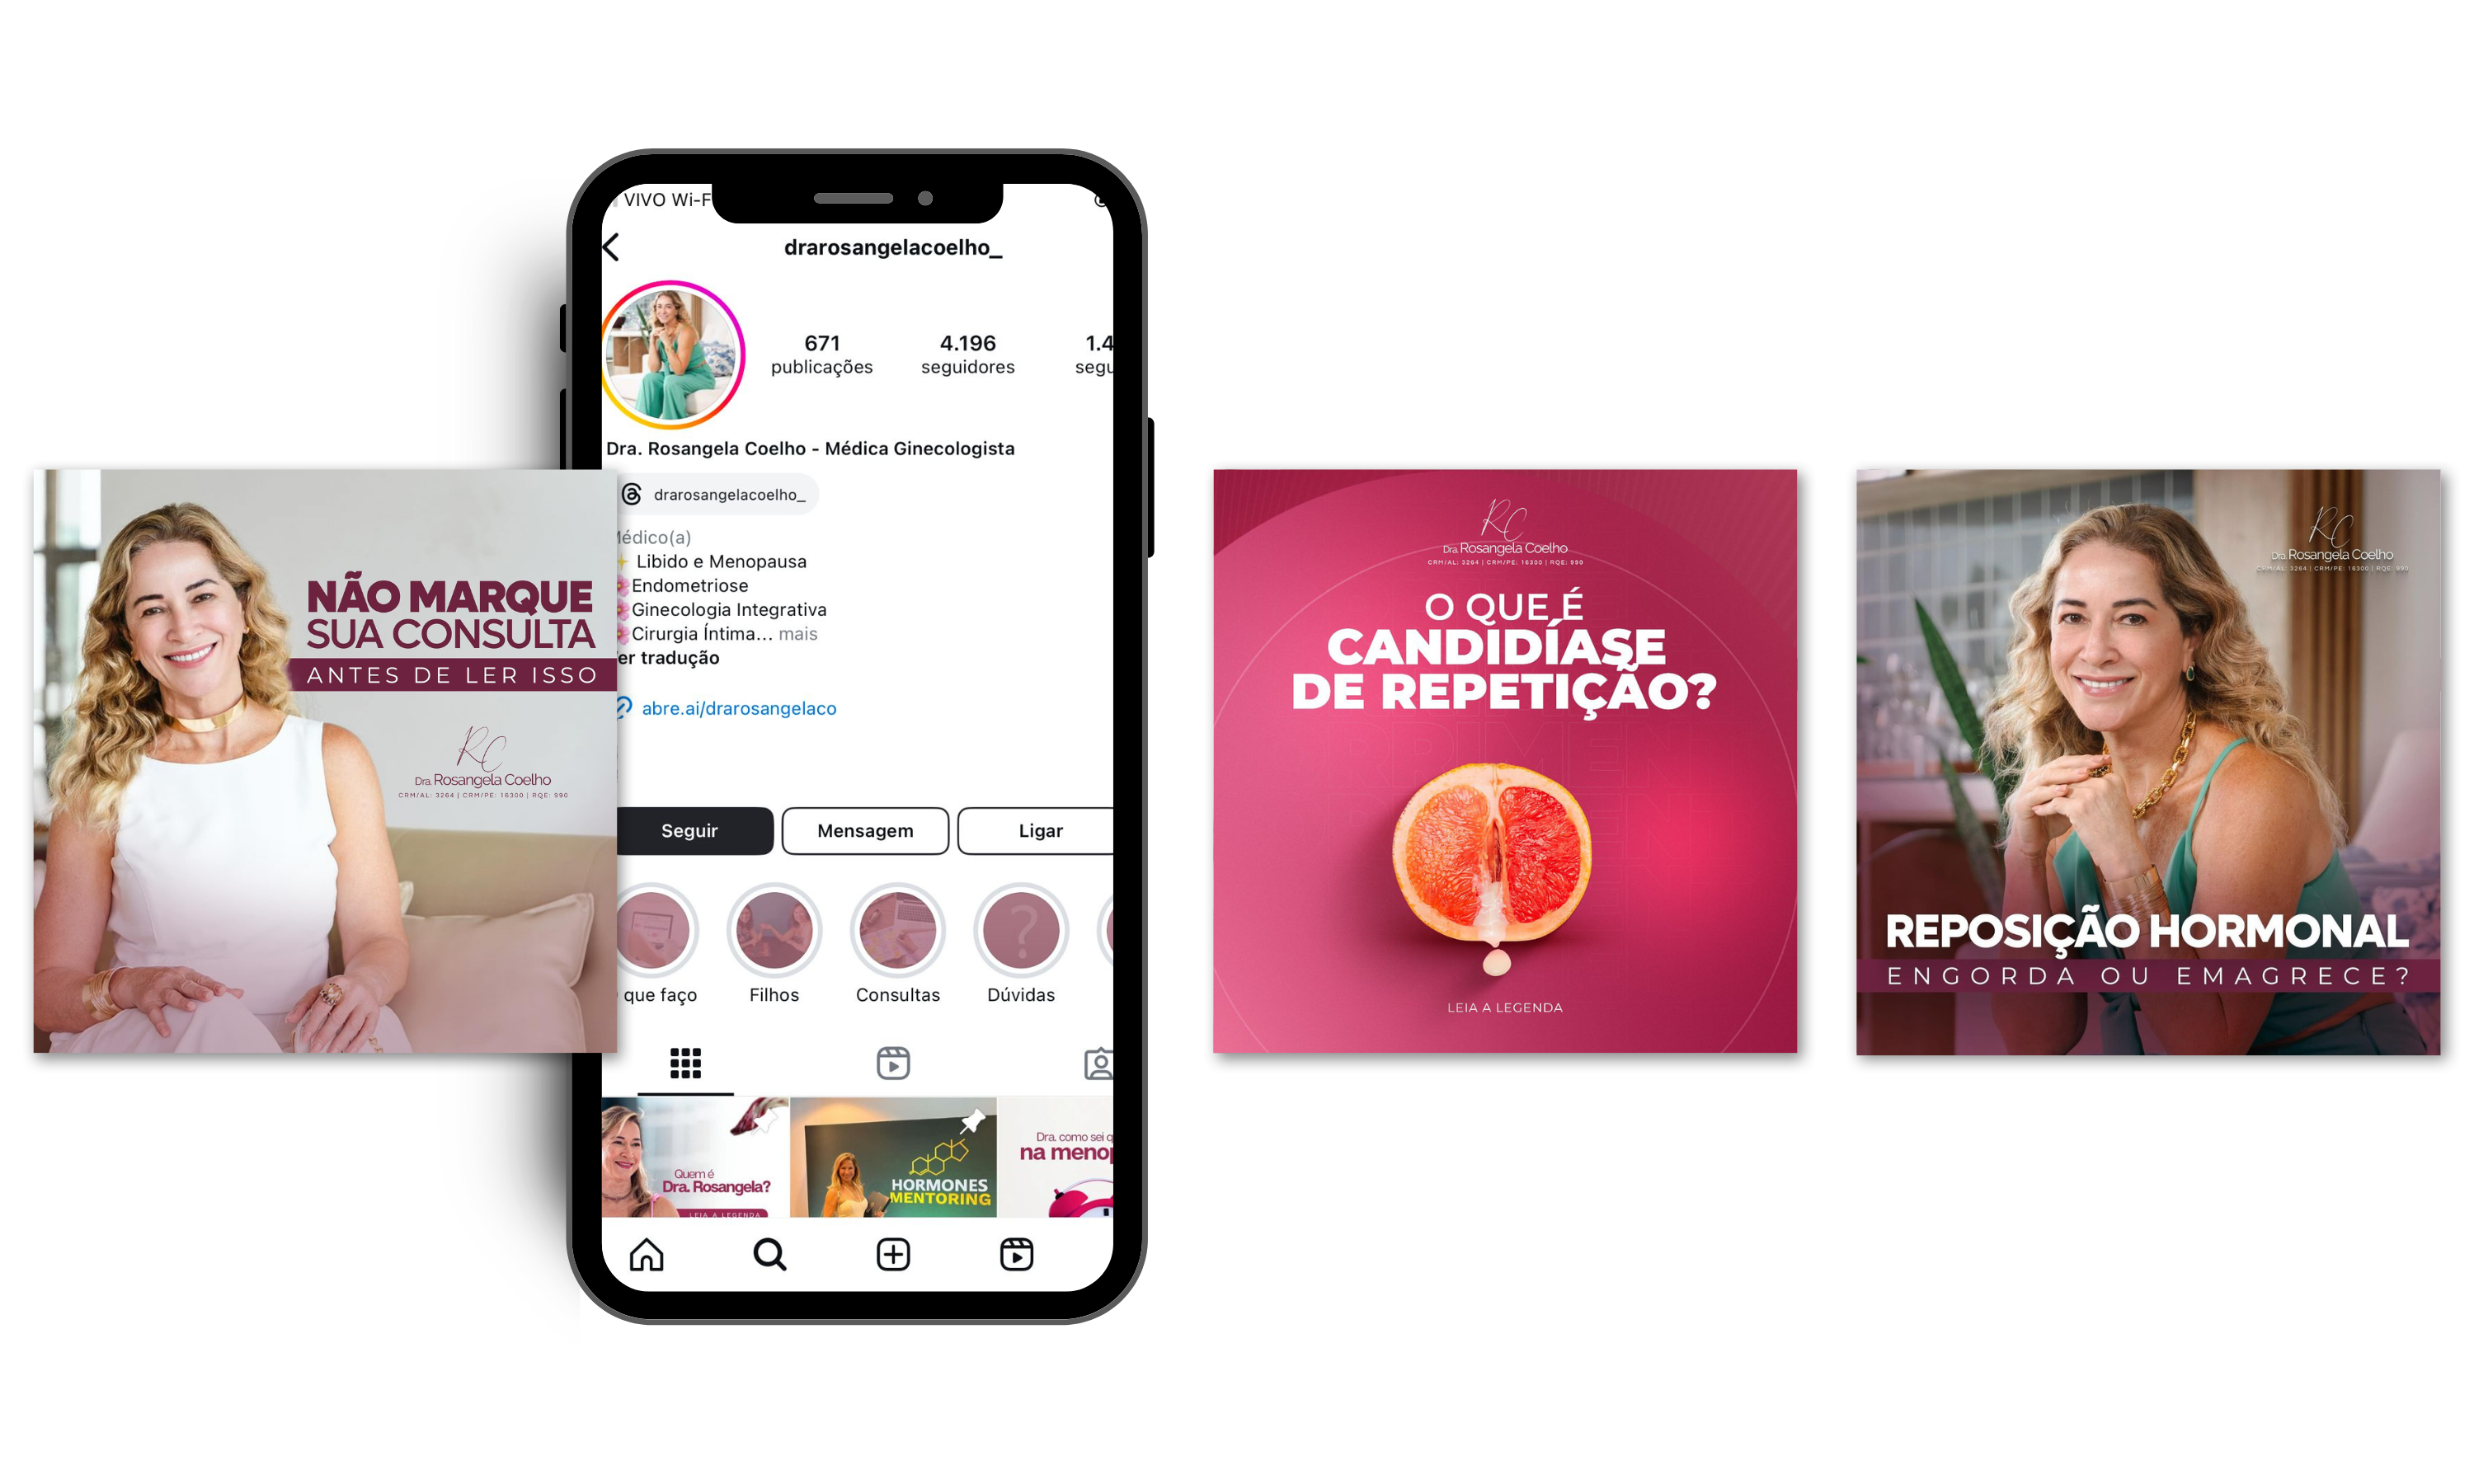 VIVO Wi-F
drarosangelacoelho_
671
publicações
4.196
seguidores
1.4
segu
Dra. Rosangela Coelho - Médica Ginecologista
drarosangelacoelho_
Médico(a)
Libido e Menopausa
Endometriose
Ginecologia Integrativa
Cirurgia Íntima... mais
er tradução
abre.ai/drarosangelaco
Seguir
Mensagem
Ligar
que faço
Filhos
Consultas
Dúvidas
Quem é
Dra. Rosangela?
LEIA A LEGENDA
HORMONES
MENTORING
Dra. como sei q
na menop
NÃO MARQUE
SUA CONSULTA
ANTES DE LER ISSO
RC
Dra. Rosangela Coelho
CRM/AL: 3264 | CRM/PE: 16300 | RQE: 990
RC
Dra. Rosangela Coelho
CRM/AL: 3264 | CRM/PE: 16300 | RQE: 990
O QUE É
CANDIDÍASE
DE REPETIÇÃO?
LEIA A LEGENDA
RC
Dra. Rosangela Coelho
CRM/AL: 3264 | CRM/PE: 16300 | RQE: 990
REPOSIÇÃO HORMONAL
ENGORDA OU EMAGRECE?